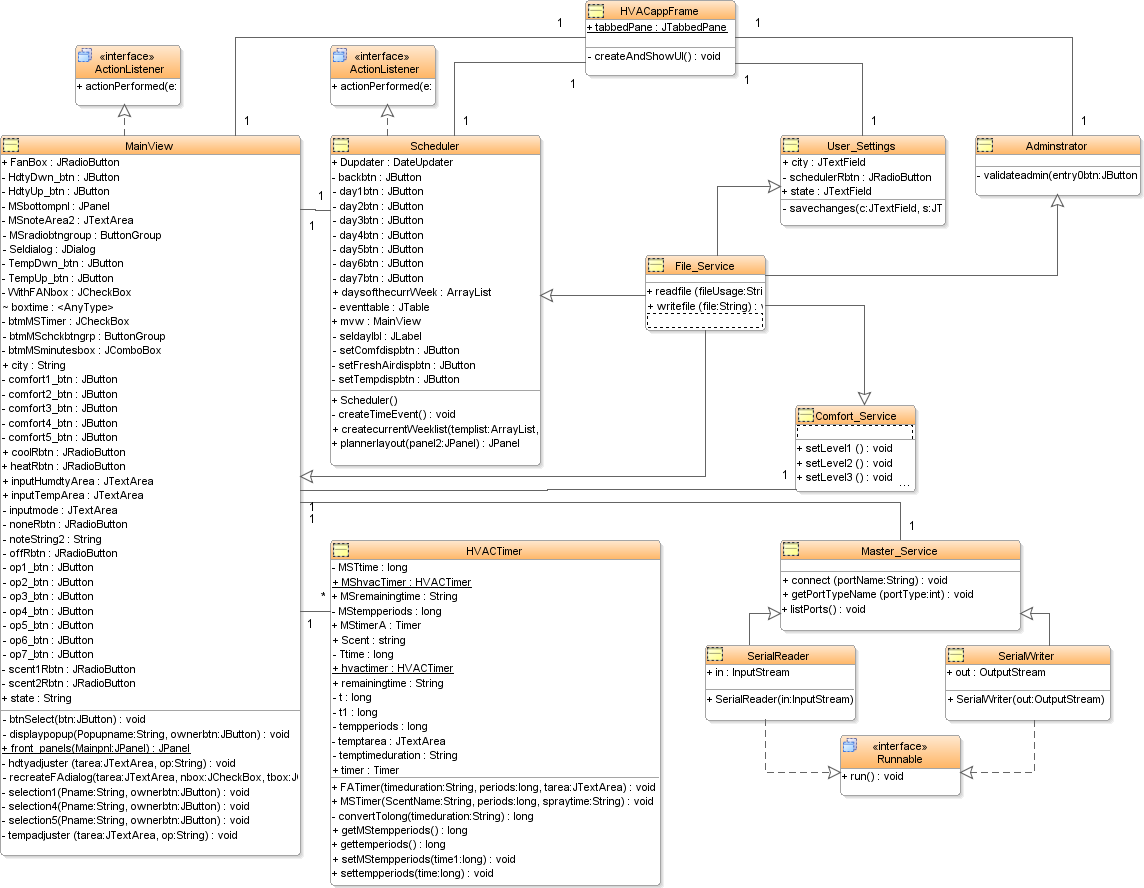 HVACappFrame
+ tabbedPane : JTabbedPane
- createAndShowUI() : void
1
1
1
1
«interface»
ActionListener
+ actionPerformed(e:
«interface»
ActionListener
+ actionPerformed(e:
1
1
1
1
MainView
+ FanBox : JRadioButton
- HdtyDwn_btn : JButton
- HdtyUp_btn : JButton
- MSbottompnl : JPanel
- MSnoteArea2 : JTextArea
- MSradiobtngroup : ButtonGroup
- Seldialog : JDialog
- TempDwn_btn : JButton
- TempUp_btn : JButton
- WithFANbox : JCheckBox
~ boxtime : <AnyType>
- btmMSTimer : JCheckBox
- btmMSchckbtngrp : ButtonGroup
- btmMSminutesbox : JComboBox
+ city : String
- comfort1_btn : JButton
- comfort2_btn : JButton
- comfort3_btn : JButton
- comfort4_btn : JButton
- comfort5_btn : JButton
+ coolRbtn : JRadioButton
+ heatRbtn : JRadioButton
+ inputHumdtyArea : JTextArea
+ inputTempArea : JTextArea
- inputmode : JTextArea
- noneRbtn : JRadioButton
- noteString2 : String
- offRbtn : JRadioButton
- op1_btn : JButton
- op2_btn : JButton
- op3_btn : JButton
- op4_btn : JButton
- op5_btn : JButton
- op6_btn : JButton
- op7_btn : JButton
- scent1Rbtn : JRadioButton
- scent2Rbtn : JRadioButton
+ state : String
- btnSelect(btn:JButton) : void
- displaypopup(Popupname:String, ownerbtn:JButton) : void
+ front_panels(Mainpnl:JPanel) : JPanel
- hdtyadjuster (tarea:JTextArea, op:String) : void
- recreateFAdialog(tarea:JTextArea, nbox:JCheckBox, tbox:J
- selection1(Pname:String, ownerbtn:JButton) : void
- selection4(Pname:String, ownerbtn:JButton) : void
- selection5(Pname:String, ownerbtn:JButton) : void
- tempadjuster (tarea:JTextArea, op:String) : void
1
1
Scheduler
+ Dupdater : DateUpdater
- backbtn : JButton
- day1btn : JButton
- day2btn : JButton
- day3btn : JButton
- day4btn : JButton
- day5btn : JButton
- day6btn : JButton
- day7btn : JButton
+ daysofthecurrWeek : ArrayList
- eventtable : JTable
+ mvw : MainView
- seldaylbl : JLabel
- setComfdispbtn : JButton
- setFreshAirdispbtn : JButton
- setTempdispbtn : JButton
+ Scheduler()
- createTimeEvent() : void
+ createcurrentWeeklist(templist:ArrayList,
+ plannerlayout(panel2:JPanel) : JPanel
User_Settings
+ city : JTextField
- schedulerRbtn : JRadioButton
+ state : JTextField
- savechanges(c:JTextField, s:JT
Adminstrator
- validateadmin(entry0btn:JButton
File_Service
+ readfile (fileUsage:Stri
+ writefile (file:String) : v
Comfort_Service
+ setLevel1 () : void
+ setLevel2 () : void
+ setLevel3 () : void
...
1
1
1
1
HVACTimer
- MSTtime : long
+ MShvacTimer : HVACTimer
+ MSremainingtime : String
- MStempperiods : long
+ MStimerA : Timer
+ Scent : string
- Ttime : long
+ hvactimer : HVACTimer
+ remainingtime : String
- t : long
- t1 : long
- tempperiods : long
- temptarea : JTextArea
- temptimeduration : String
+ timer : Timer
+ FATimer(timeduration:String, periods:long, tarea:JTextArea) : void
+ MSTimer(ScentName:String, periods:long, spraytime:String) : void
- convertTolong(timeduration:String) : long
+ getMStempperiods() : long
+ gettemperiods() : long
+ setMStempperiods(time1:long) : void
+ settempperiods(time:long) : void
*
1
Master_Service
+ connect (portName:String) : void
+ getPortTypeName (portType:int) : void
+ listPorts() : void
SerialReader
+ in : InputStream
+ SerialReader(in:InputStream)
SerialWriter
+ out : OutputStream
+ SerialWriter(out:OutputStream)
«interface»
Runnable
+ run() : void